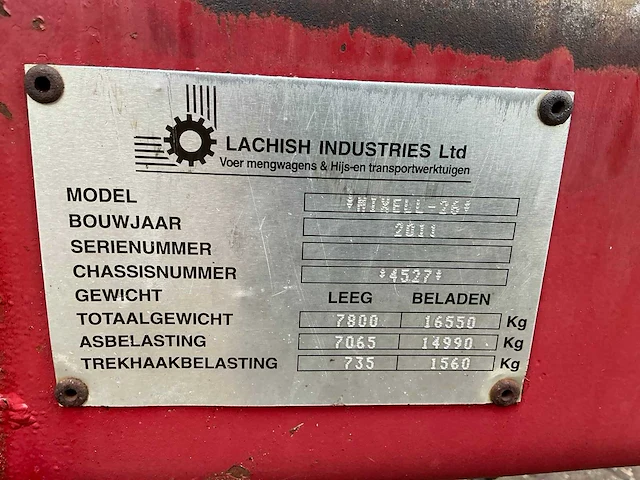 LACHISH INDUSTRIES Ltd
Voer mengwagens & Hijs-en transportwerktuigen
MODEL *MIXELL-26*
BOUWJAAR 2011
SERIENUMMER
CHASSISNUMMER *4527*
GEWICHT LEEG BELADEN
TOTAALGEWICHT 7800 16550 Kg
ASBELASTING 7065 14990 Kg
TREKHAAKBELASTING 735 1560 Kg